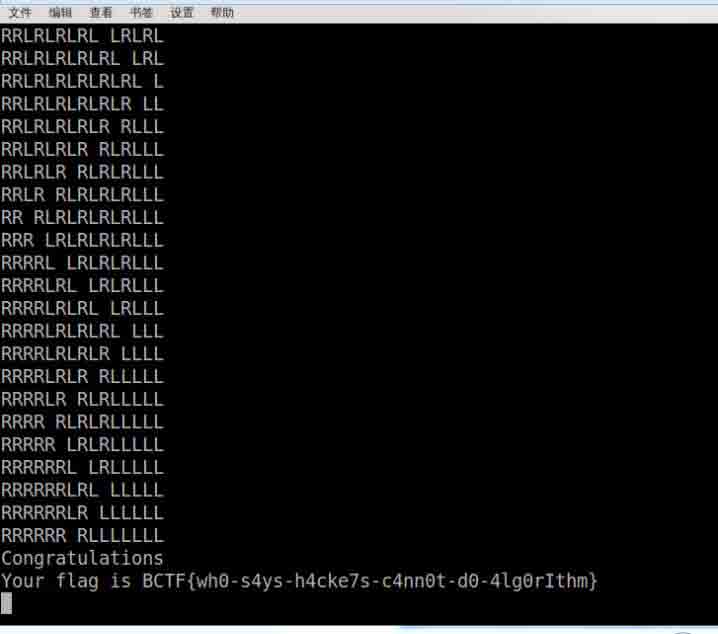 文件 编辑 查看 书签 设置 帮助
RRLRLRLRL LRLRL
RRLRLRLRLRL LRL
RRLRLRLRLRLRL L
RRLRLRLRLRLR LL
RRLRLRLRLR RLLL
RRLRLRLR RLRLLL
RRLRLR RLRLRLLL
RRLR RLRLRLRLLL
RR RLRLRLRLRLLL
RRR LRLRLRLRLLL
RRRRL LRLRLRLLL
RRRRLRL LRLRLLL
RRRRLRLRL LRLLL
RRRRLRLRLRL LLL
RRRRLRLRLR LLLL
RRRRLRLR RLLLLL
RRRRLR RLRLLLLL
RRRR RLRLRLLLLL
RRRRR LRLRLLLLL
RRRRRRL LRLLLLL
RRRRRRLRL LLLLL
RRRRRRLR LLLLLL
RRRRRR RLLLLLLL
Congratulations
Your flag is BCTF{wh0-s4ys-h4cke7s-c4nn0t-d0-4lg0rIthm}